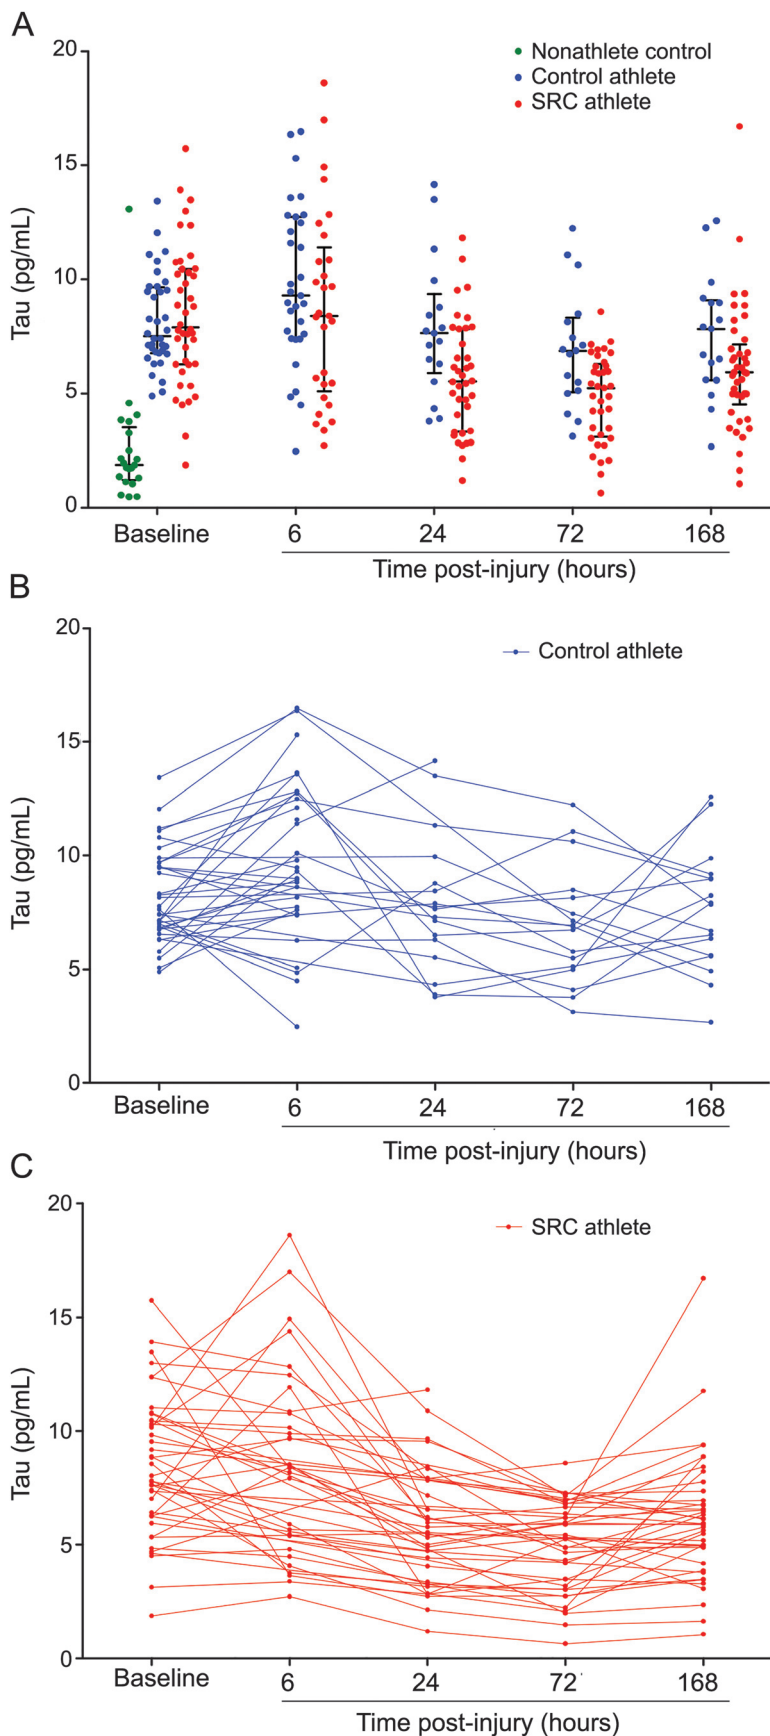 A
20
15
10
5
0
Tau (pg/mL)
Nonathlete control
Control athlete
SRC athlete
Baseline 6 24 72 168
Time post-injury (hours)
B
20
15
10
5
0
Tau (pg/mL)
Control athlete
Baseline 6 24 72 168
Time post-injury (hours)
C
20
15
10
5
0
Tau (pg/mL)
SRC athlete
Baseline 6 24 72 168
Time post-injury (hours)